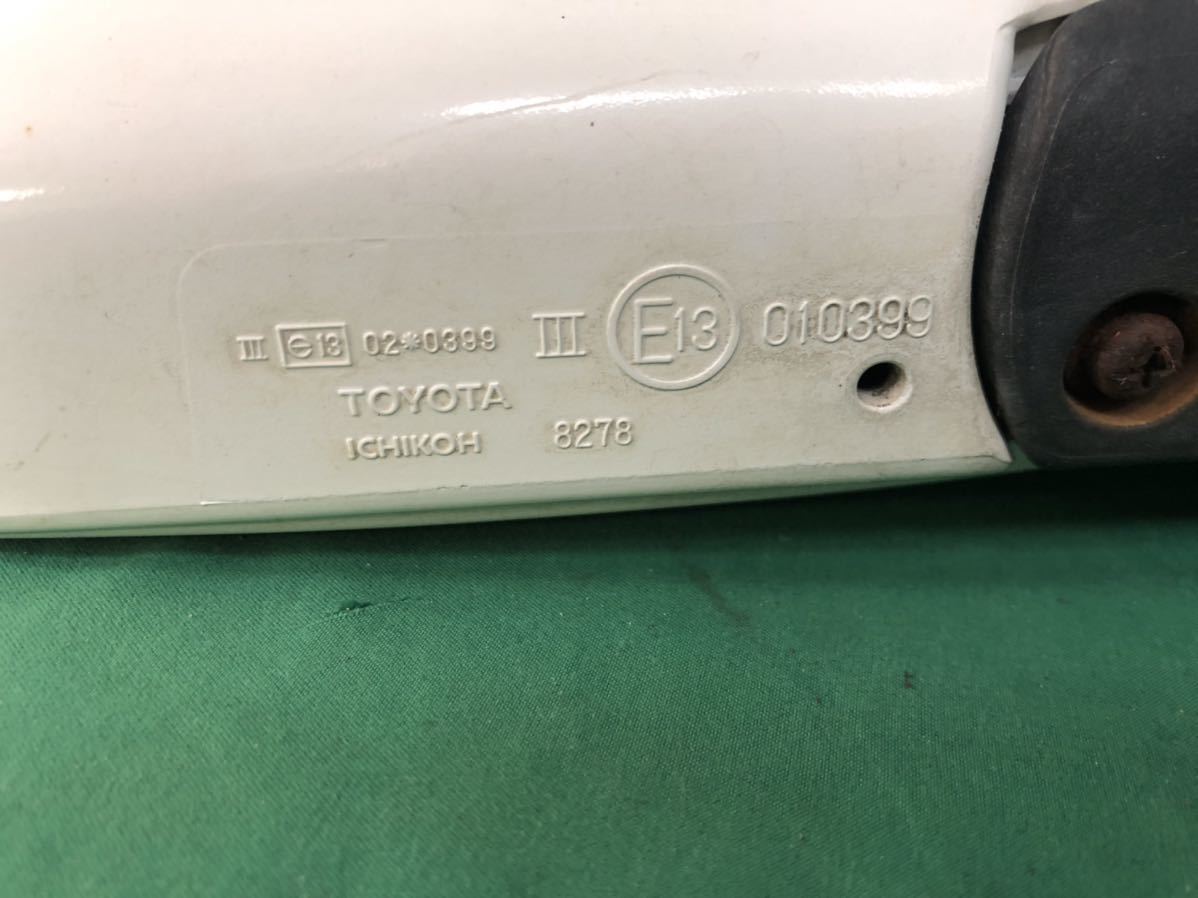 III e13 02*0399 III E13 010399
TOYOTA
ICHIKOH 8278